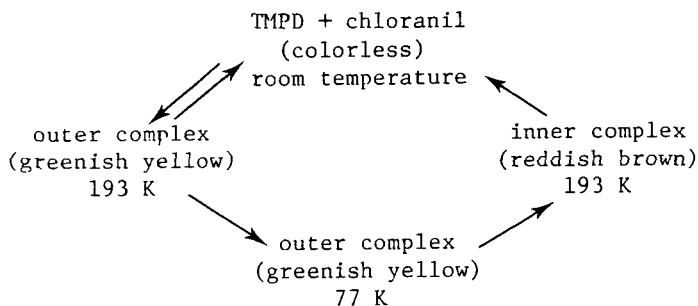 TMPD + chloranil
(colorless)
room temperature
outer complex
(greenish yellow)
193 K
inner complex
(reddish brown)
193 K
outer complex
(greenish yellow)
77 K